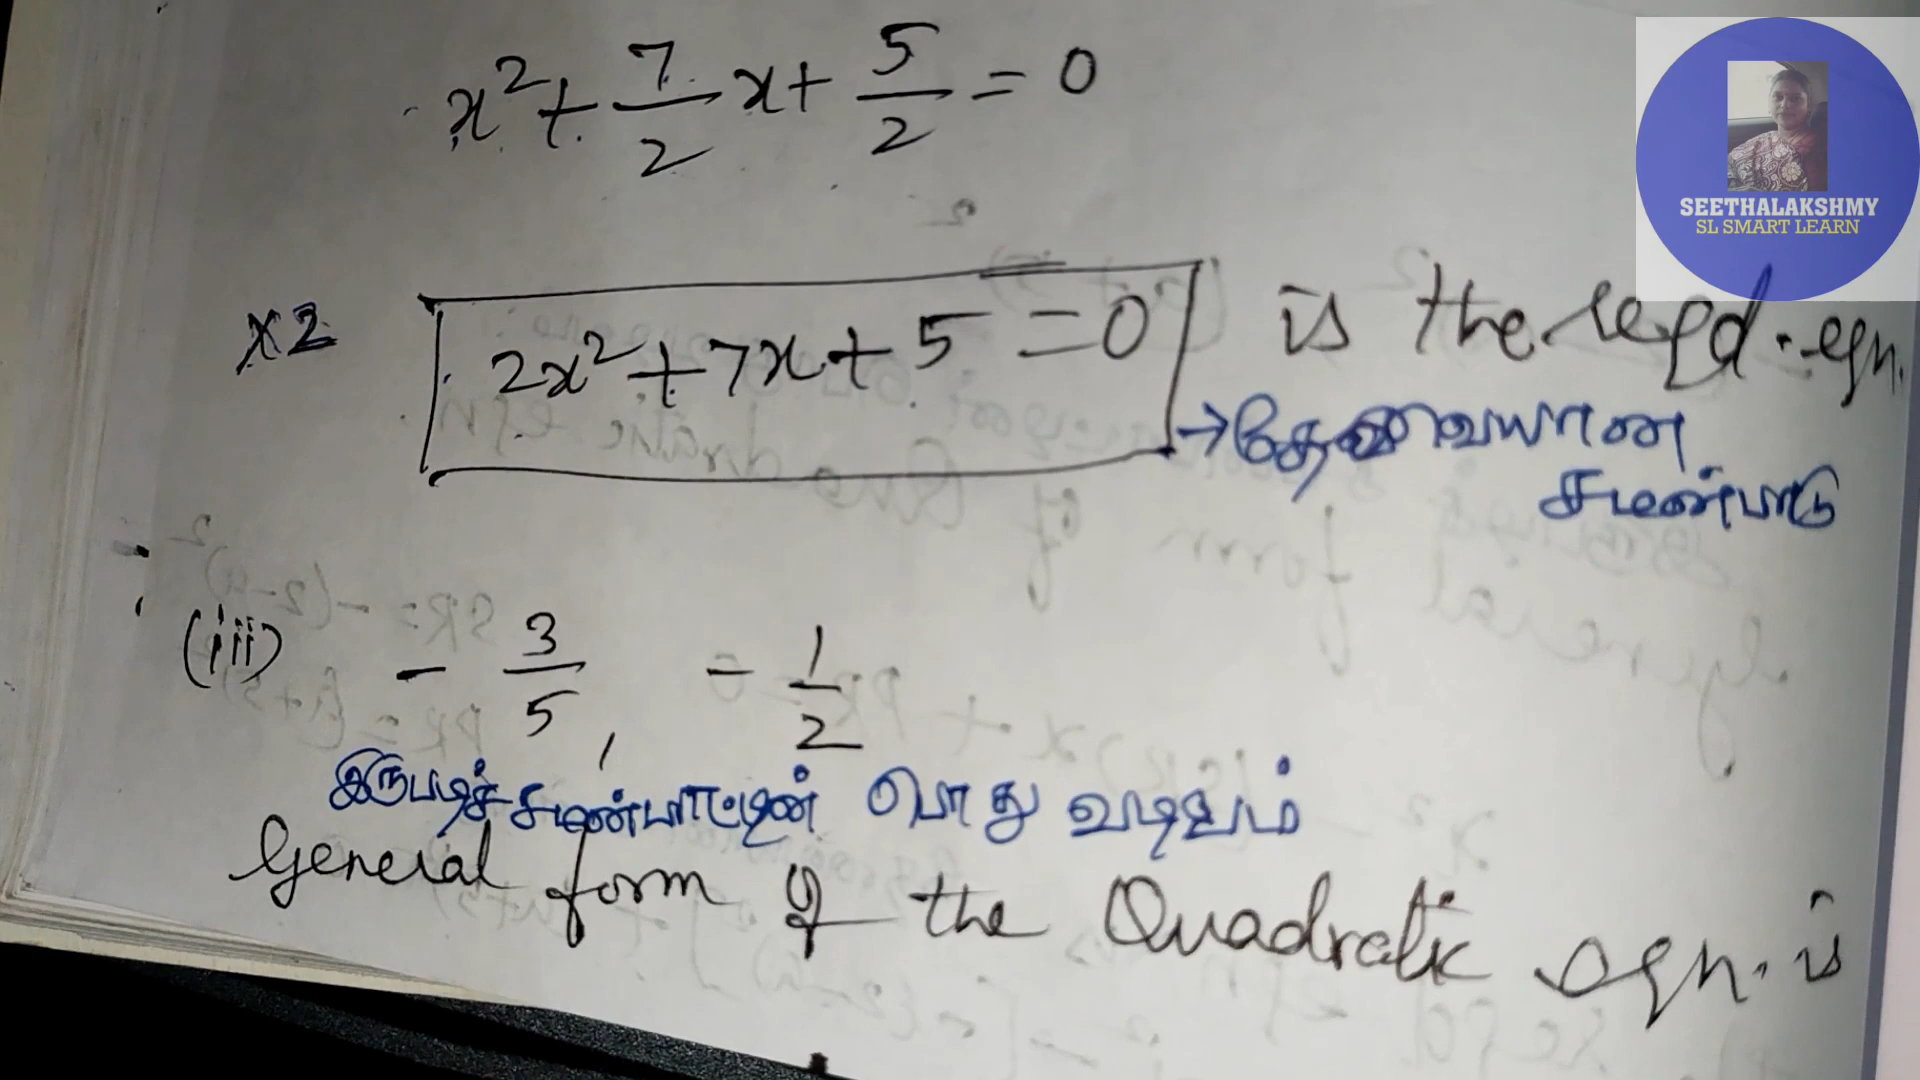 x² + 7/2 x + 5/2 = 0
SEETHALAKSHMY
SL SMART LEARN
×2 2x² + 7x + 5 = 0 is the reqd. eqn.
→ தேவையான
சமன்பாடு
(iii) - 3/5, - 1/2
இருபடிச் சமன்பாட்டின் பொது வடிவம்
General form of the Quadratic eqn. is